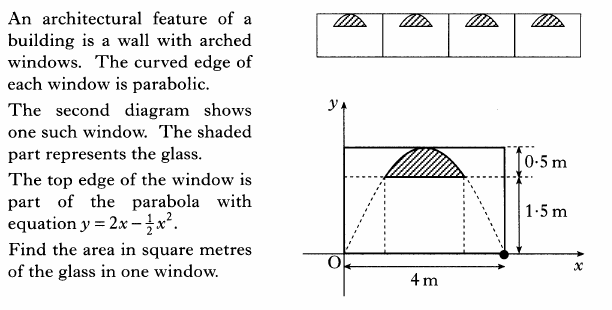 An architectural feature of a
building is a wall with arched
windows. The curved edge of
each window is parabolic.
The second diagram shows
one such window. The shaded
part represents the glass.
The top edge of the window is
part of the parabola with
equation y = 2x − ½x².
Find the area in square metres
of the glass in one window.
y
0·5 m
1·5 m
O
x
4 m